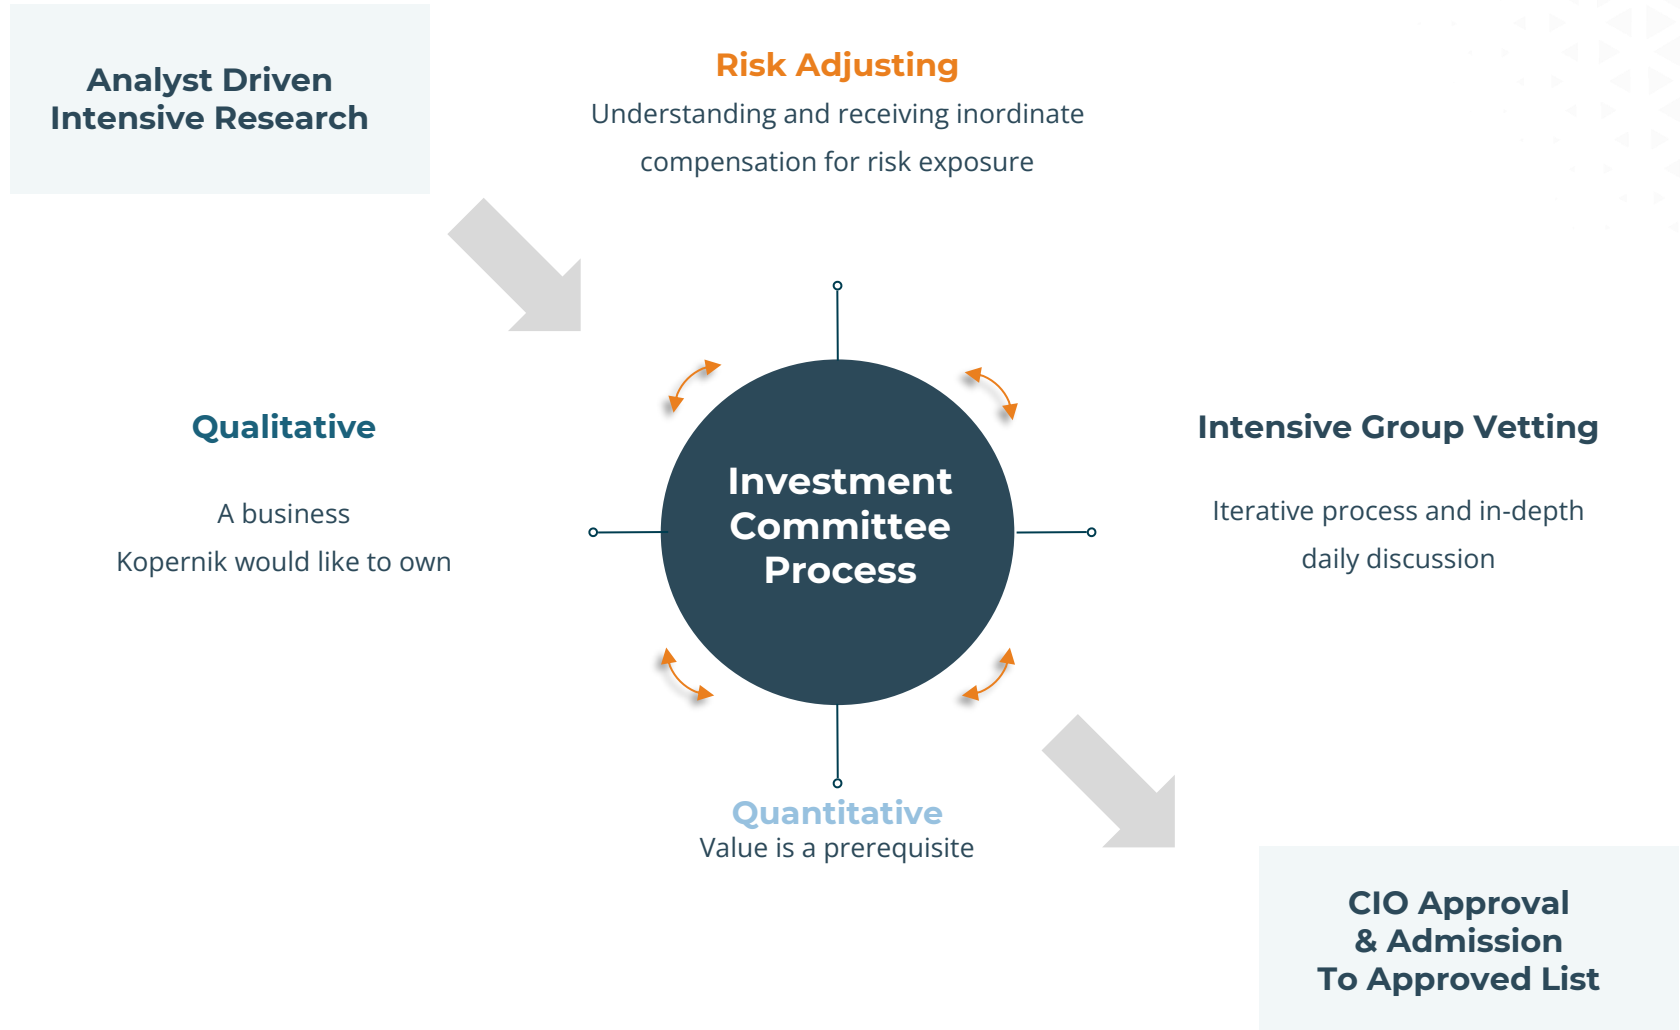 Analyst Driven
Intensive Research
Risk Adjusting
Understanding and receiving inordinate
compensation for risk exposure
Qualitative
A business
Kopernik would like to own
Investment
Committee
Process
Intensive Group Vetting
Iterative process and in-depth
daily discussion
Quantitative
Value is a prerequisite
CIO Approval
& Admission
To Approved List